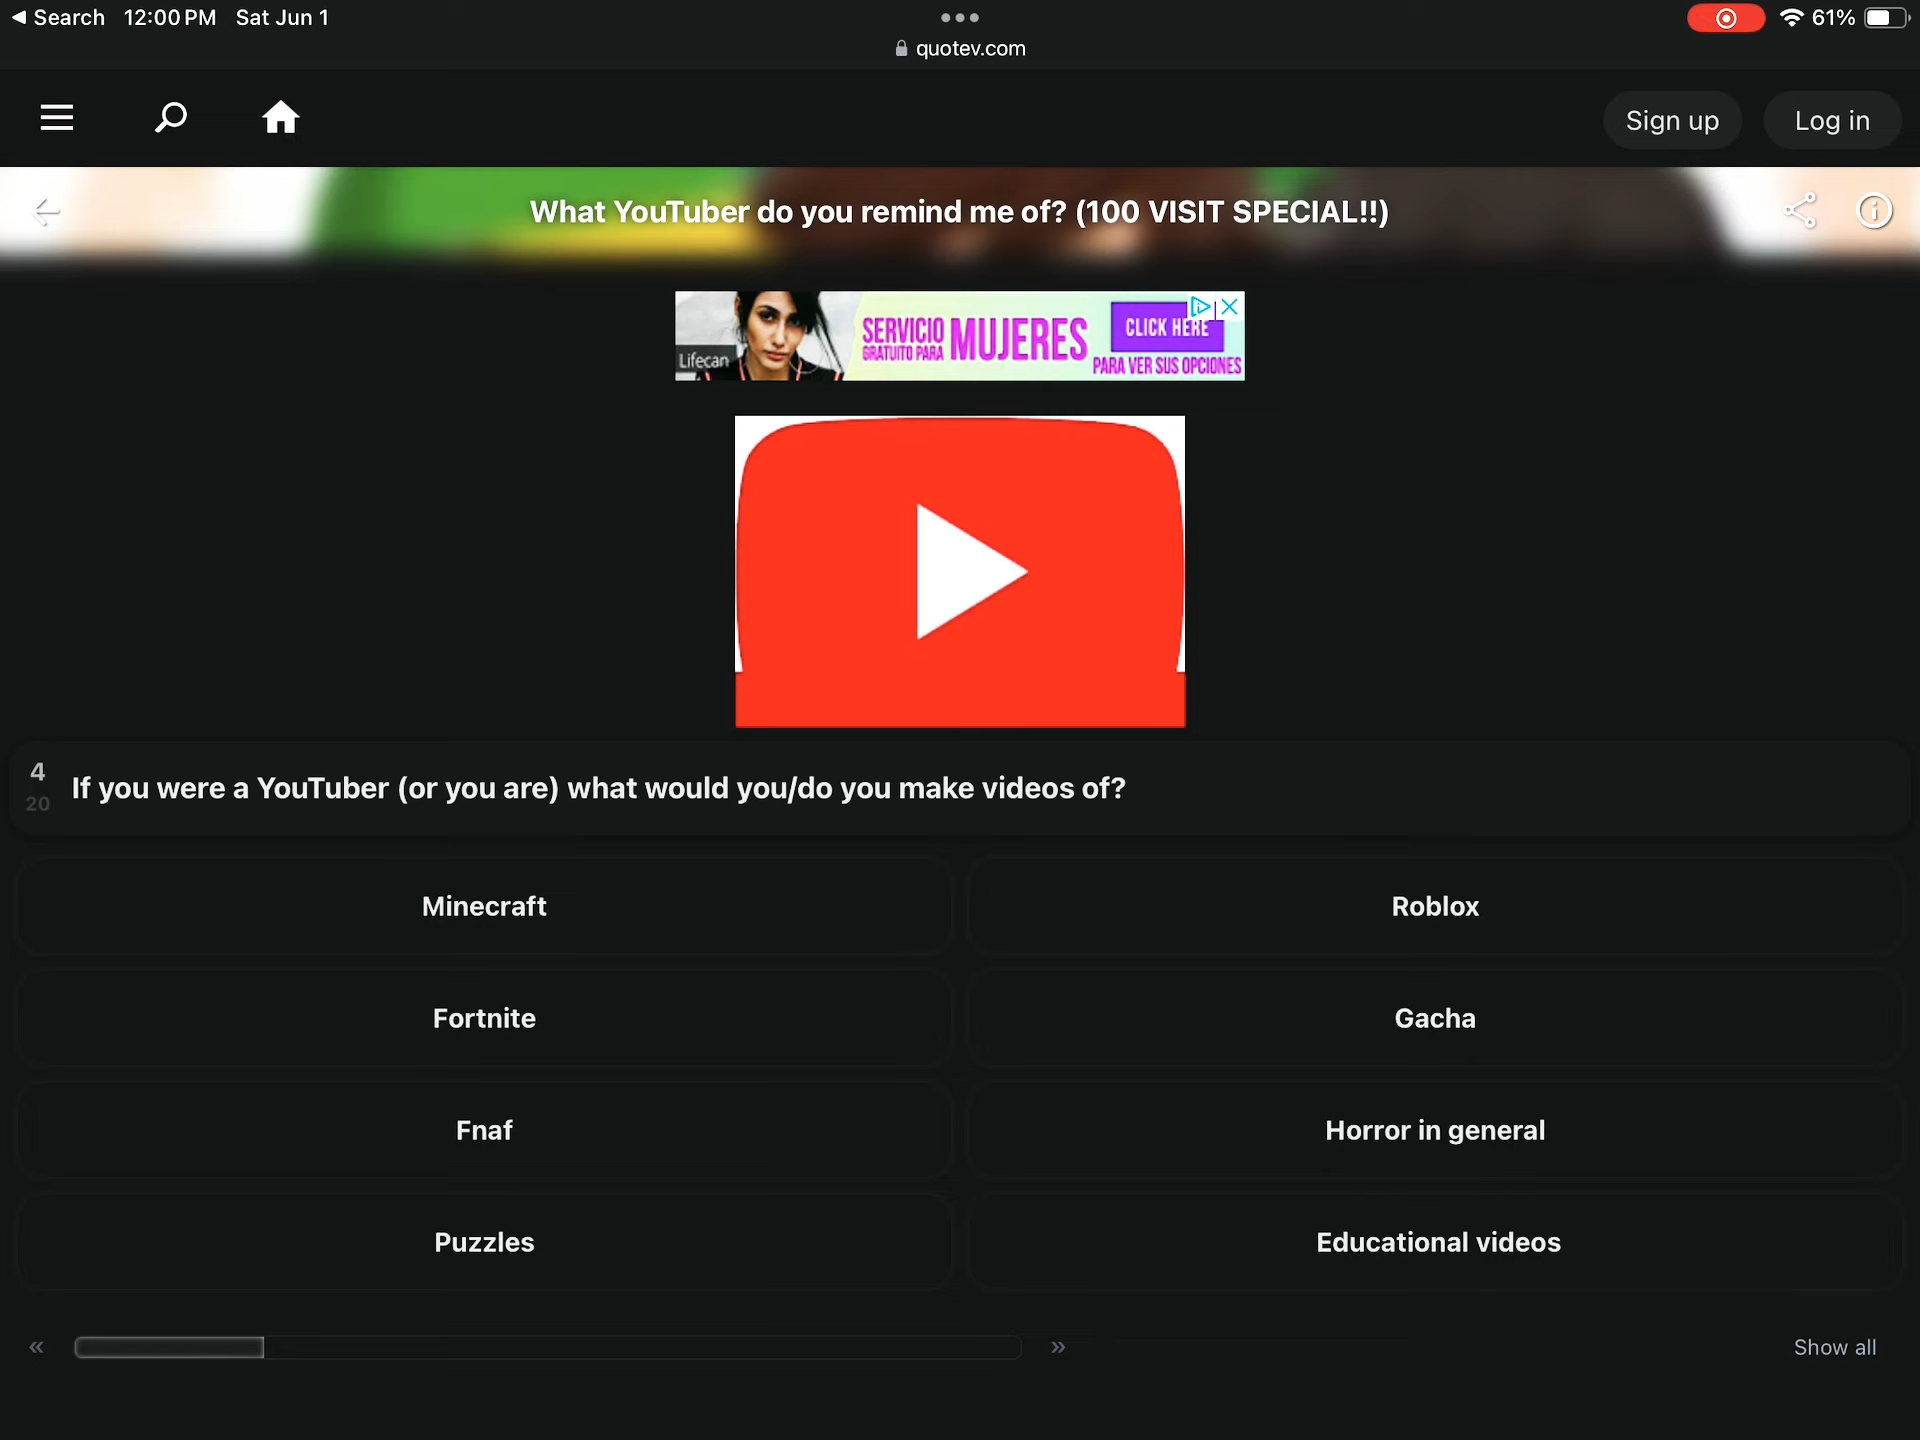 Search 12:00 PM Sat Jun 1
61%
quotev.com
Sign up
Log in
What YouTuber do you remind me of? (100 VISIT SPECIAL!!)
Lifecan
SERVICIO
GRATUITO PARA
MUJERES
CLICK HERE
PARA VER SUS OPCIONES
4
20
If you were a YouTuber (or you are) what would you/do you make videos of?
Minecraft
Roblox
Fortnite
Gacha
Fnaf
Horror in general
Puzzles
Educational videos
« »
Show all